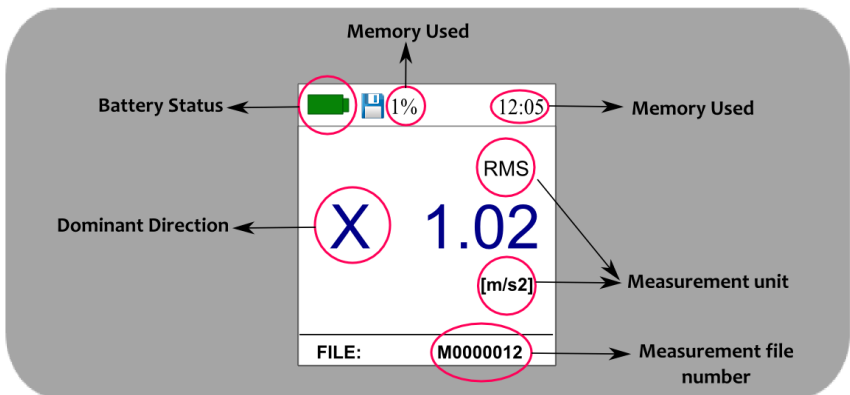 Memory Used
Battery Status
1%
12:05
Memory Used
RMS
Dominant Direction
X 1.02
[m/s2]
Measurement unit
FILE: M0000012
Measurement file
number